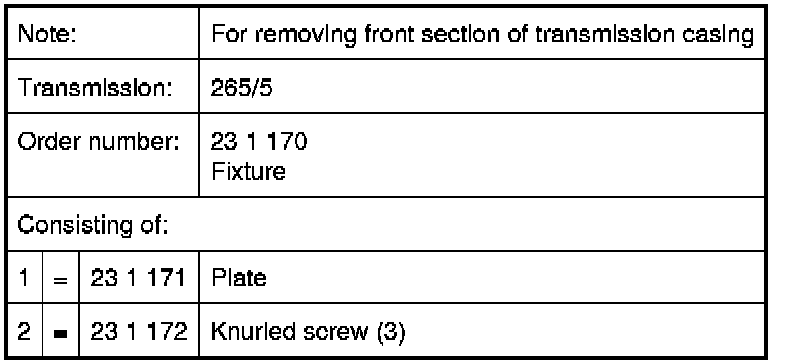 Note: For removing front section of transmission casing
Transmission: 265/5
Order number: 23 1 170
Fixture
Consisting of:
1 = 23 1 171 Plate
2 = 23 1 172 Knurled screw (3)